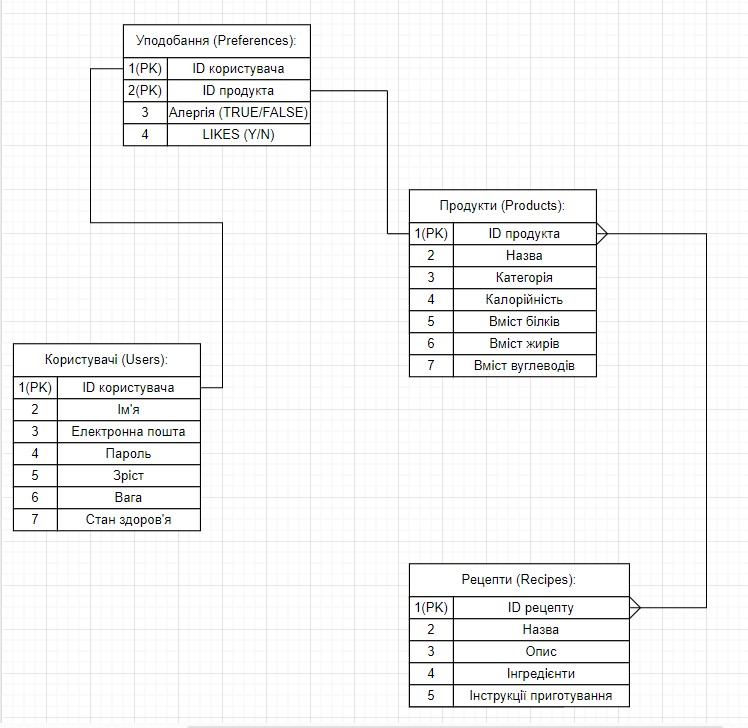 Уподобання (Preferences):
1(PK) ID користувача
2(PK) ID продукта
3 Алергія (TRUE/FALSE)
4 LIKES (Y/N)
Продукти (Products):
1(PK) ID продукта
2 Назва
3 Категорія
4 Калорійність
5 Вміст білків
6 Вміст жирів
7 Вміст вуглеводів
Користувачі (Users):
1(PK) ID користувача
2 Ім'я
3 Електронна пошта
4 Пароль
5 Зріст
6 Вага
7 Стан здоров'я
Рецепти (Recipes):
1(PK) ID рецепту
2 Назва
3 Опис
4 Інгредієнти
5 Інструкції приготування